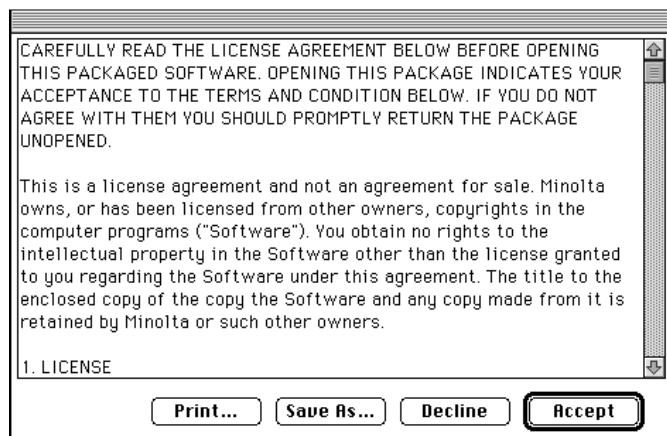 CAREFULLY READ THE LICENSE AGREEMENT BELOW BEFORE OPENING
THIS PACKAGED SOFTWARE. OPENING THIS PACKAGE INDICATES YOUR
ACCEPTANCE TO THE TERMS AND CONDITION BELOW. IF YOU DO NOT
AGREE WITH THEM YOU SHOULD PROMPTLY RETURN THE PACKAGE
UNOPENED.

This is a license agreement and not an agreement for sale. Minolta
owns, or has been licensed from other owners, copyrights in the
computer programs ("Software"). You obtain no rights to the
intellectual property in the Software other than the license granted
to you regarding the Software under this agreement. The title to the
enclosed copy of the copy the Software and any copy made from it is
retained by Minolta or such other owners.

1. LICENSE
Print... Save As... Decline Accept